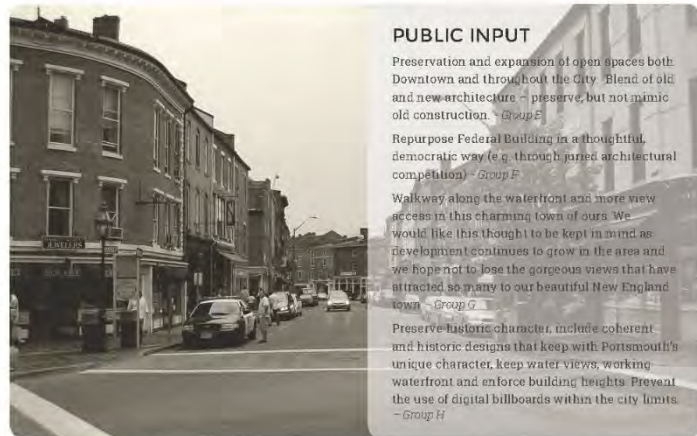 JEWELERS
PUBLIC INPUT
Preservation and expansion of open spaces both
Downtown and throughout the City. Blend of old
and new architecture – preserve, but not mimic
old construction. - Group E
Repurpose Federal Building in a thoughtful,
democratic way (e.g. through juried architectural
competition) - Group F
Walkway along the waterfront and more view
access in this charming town of ours. We
would like this thought to be kept in mind as
development continues to grow in the area and
we hope not to lose the gorgeous views that have
attracted so many to our beautiful New England
town. - Group G
Preserve historic character, include coherent
and historic designs that keep with Portsmouth's
unique character, keep water views, working
waterfront and enforce building heights. Prevent
the use of digital billboards within the city limits.
- Group H